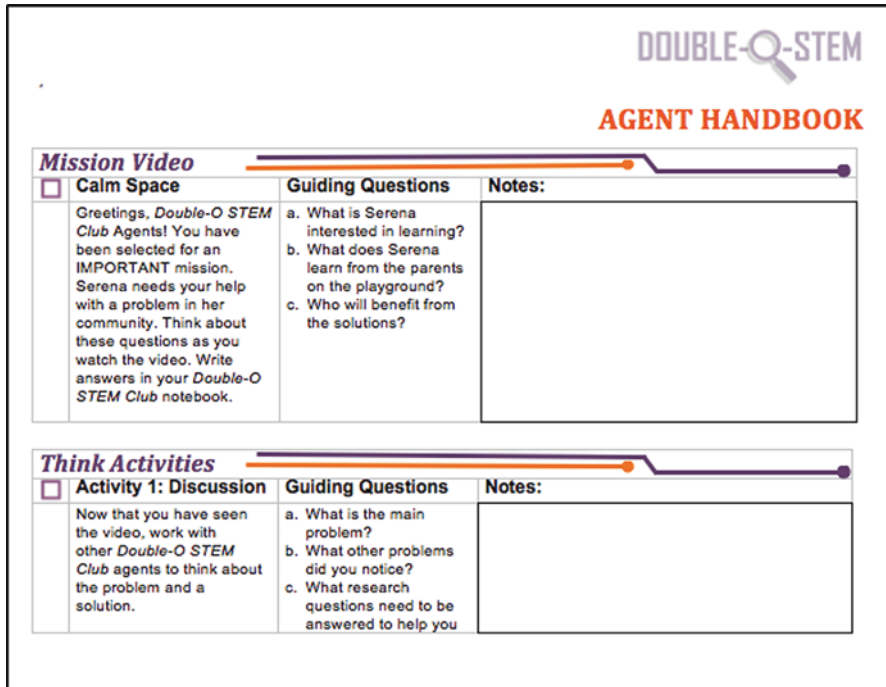 DOUBLE-O-STEM
AGENT HANDBOOK
Mission Video
Calm Space
Guiding Questions
Notes:
Greetings, Double-O STEM
Club Agents! You have
been selected for an
IMPORTANT mission.
Serena needs your help
with a problem in her
community. Think about
these questions as you
watch the video. Write
answers in your Double-O
STEM Club notebook.
a. What is Serena
interested in learning?
b. What does Serena
learn from the parents
on the playground?
c. Who will benefit from
the solutions?
Think Activities
Activity 1: Discussion
Guiding Questions
Notes:
Now that you have seen
the video, work with
other Double-O STEM
Club agents to think about
the problem and a
solution.
a. What is the main
problem?
b. What other problems
did you notice?
c. What research
questions need to be
answered to help you